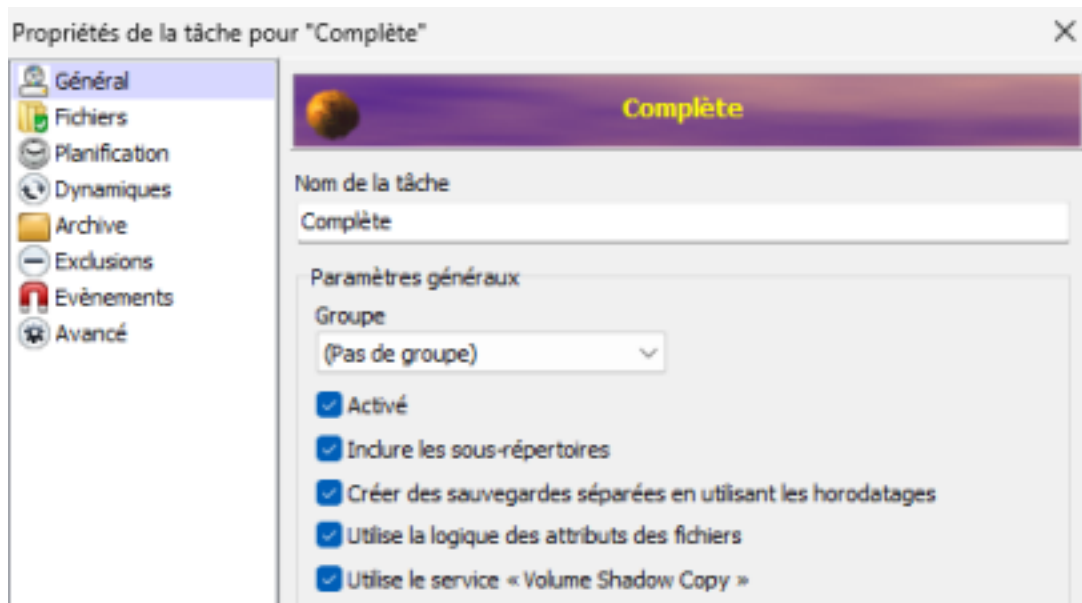 Propriétés de la tâche pour "Complète"
Général
Fichiers
Planification
Dynamiques
Archive
Exclusions
Evènements
Avancé
Complète
Nom de la tâche
Complète
Paramètres généraux
Groupe
(Pas de groupe)
Activé
Inclure les sous-répertoires
Créer des sauvegardes séparées en utilisant les horodatages
Utilise la logique des attributs des fichiers
Utilise le service « Volume Shadow Copy »